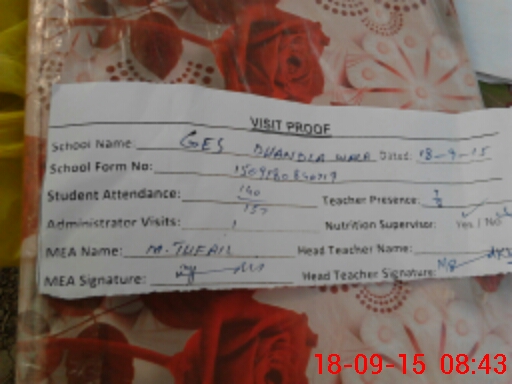 VISIT PROOF
School Name: GES DHANDLA WALA Dated: 18-9-15
School Form No:
Student Attendance: 140 / 157 Teacher Presence:
Administrator Visits: Nutrition Supervisor: Yes / No
MEA Name: M. TUFAIL Head Teacher Name:
MEA Signature: Head Teacher Signature:
18-09-15 08:43